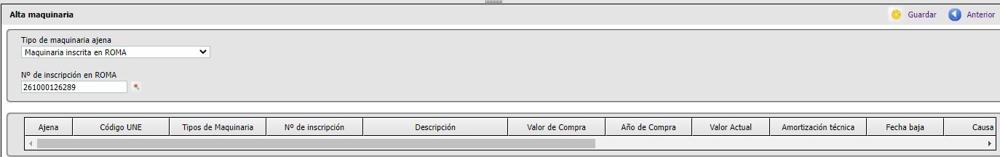 Alta maquinaria
Guardar
Anterior
Tipo de maquinaria ajena
Maquinaria inscrita en ROMA
Nº de inscripción en ROMA
261000126289
Ajena Código UNE Tipos de Maquinaria Nº de inscripción Descripción Valor de Compra Año de Compra Valor Actual Amortización técnica Fecha baja Causa